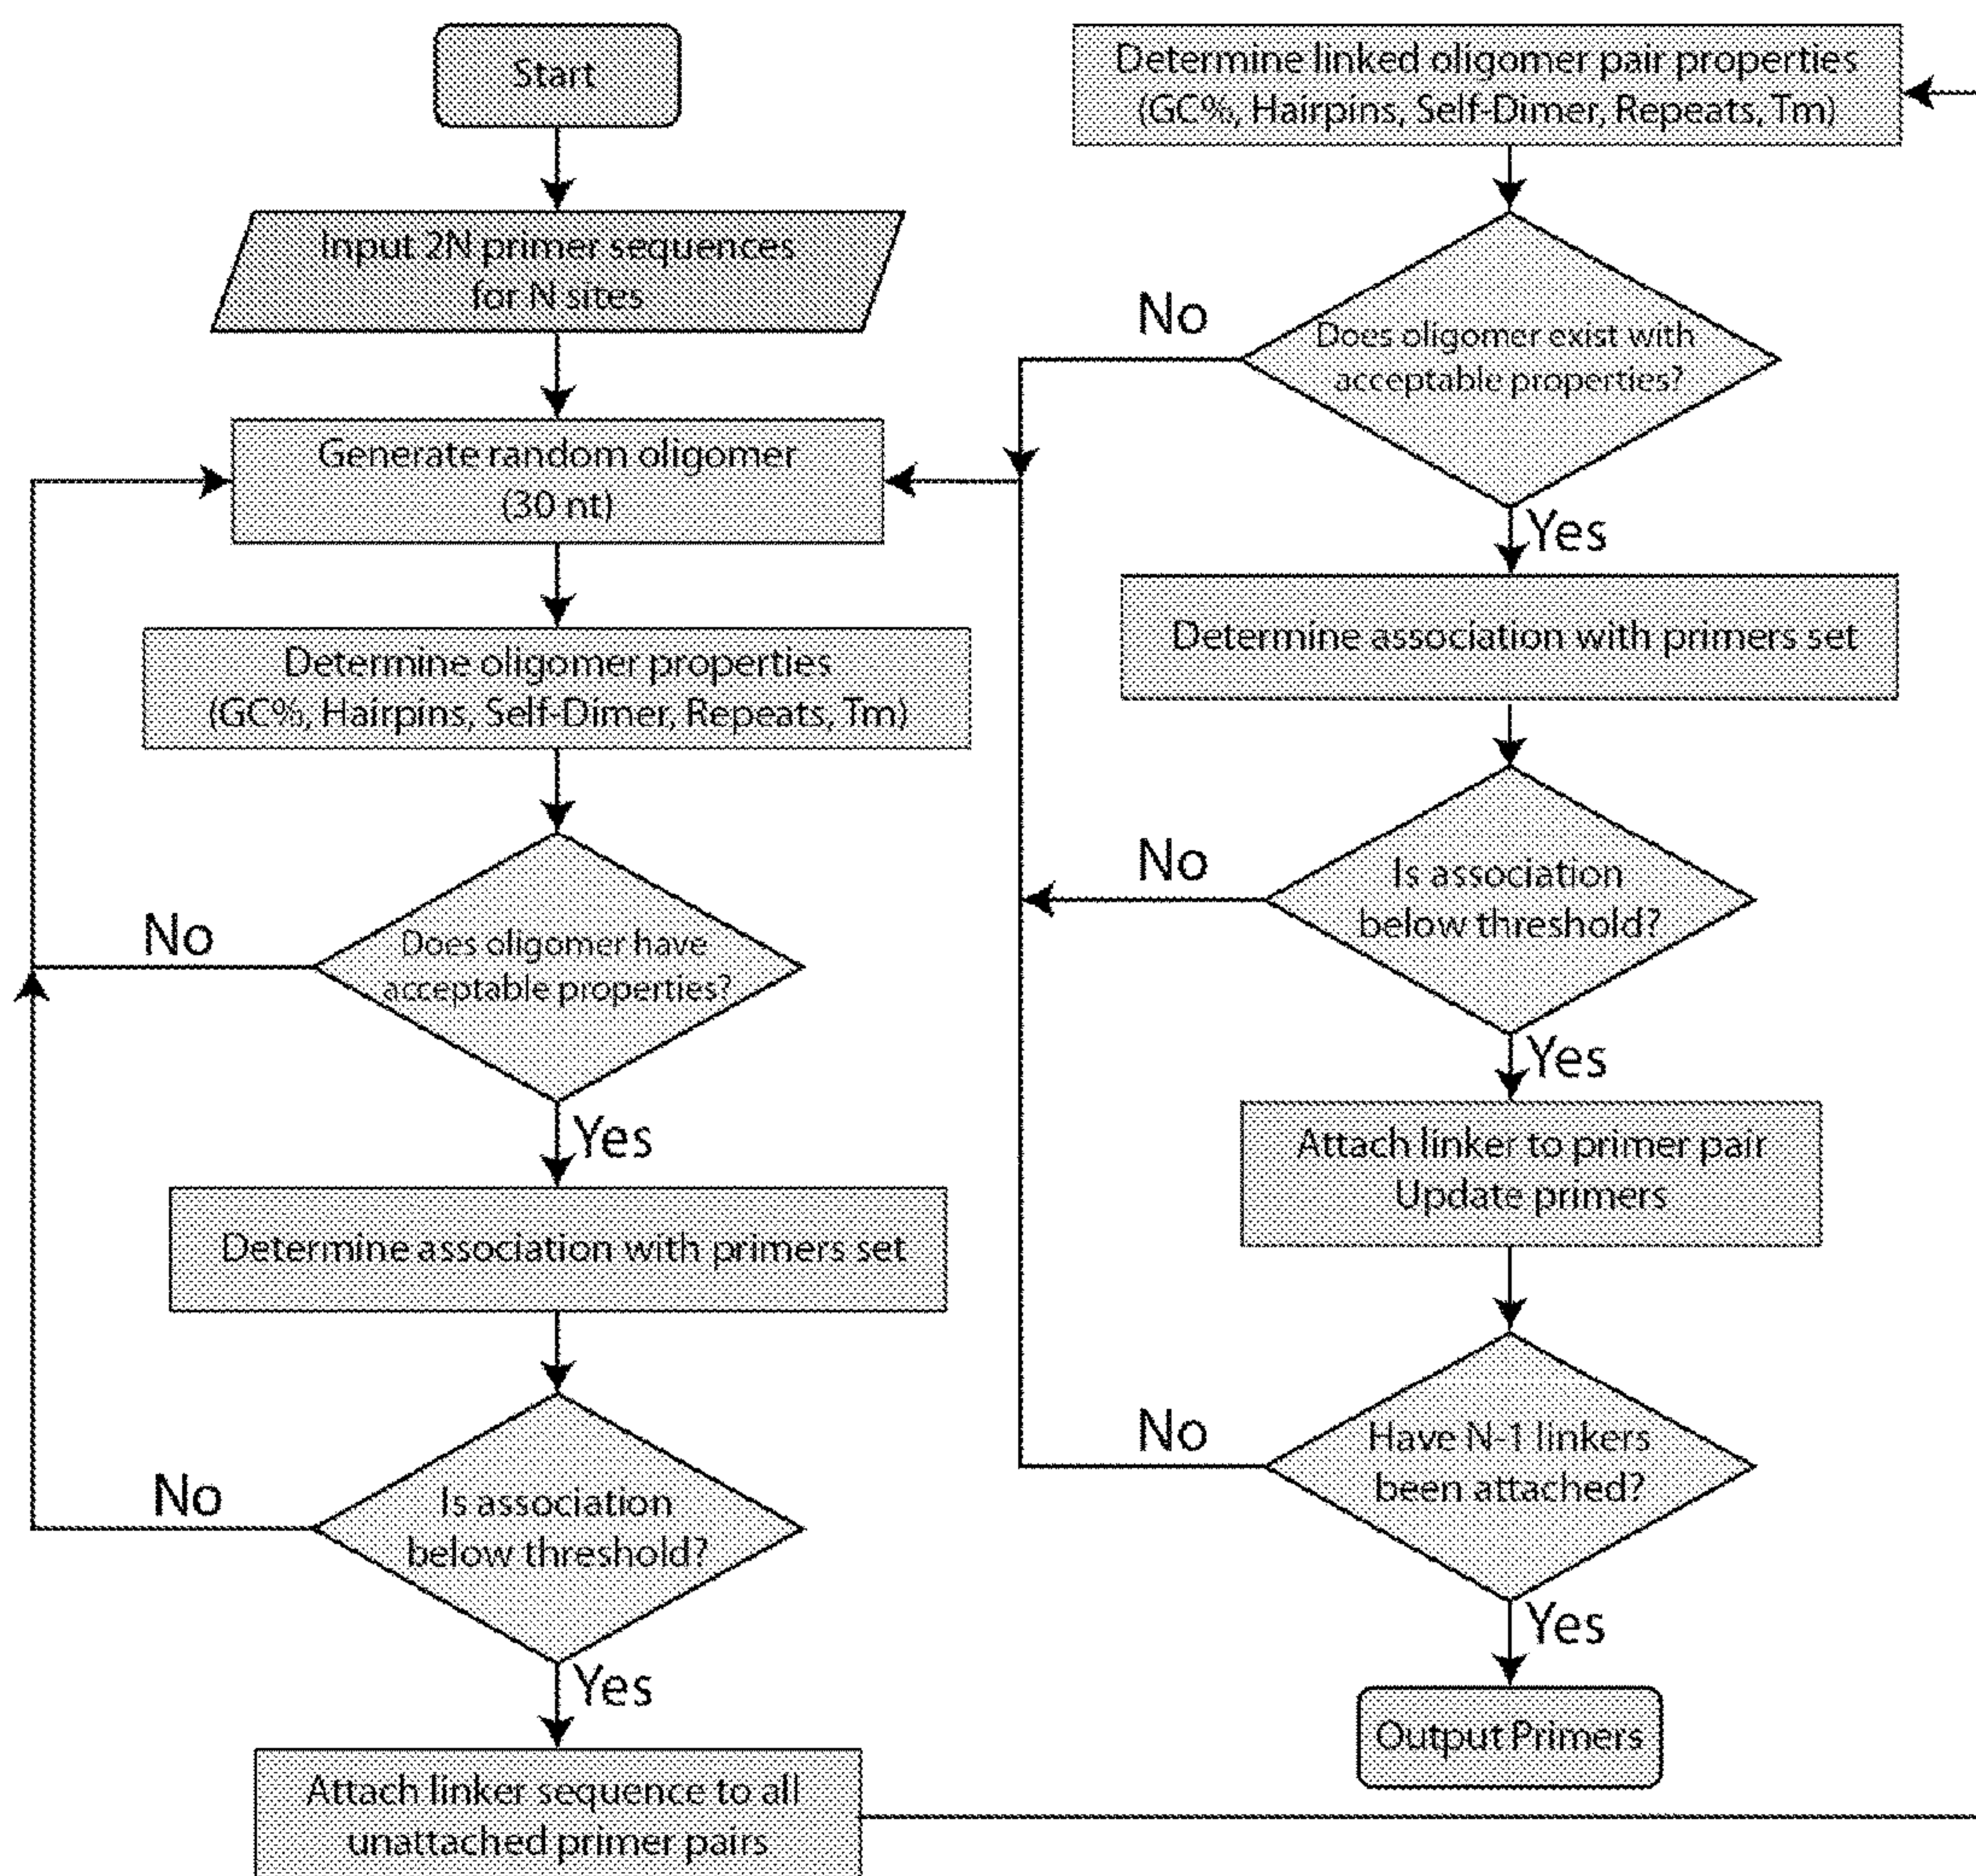 Start
Input 2N primer sequences
for N sites
Generate random oligomer
(30 nt)
Determine oligomer properties
(GC%, Hairpins, Self-Dimer, Repeats, Tm)
Does oligomer have
acceptable properties?
No
Yes
Determine association with primers set
Is association
below threshold?
No
Yes
Attach linker sequence to all
unattached primer pairs
Determine linked oligomer pair properties
(GC%, Hairpins, Self-Dimer, Repeats, Tm)
Does oligomer exist with
acceptable properties?
No
Yes
Determine association with primers set
Is association
below threshold?
No
Yes
Attach linker to primer pair
Update primers
Have N-1 linkers
been attached?
No
Yes
Output Primers